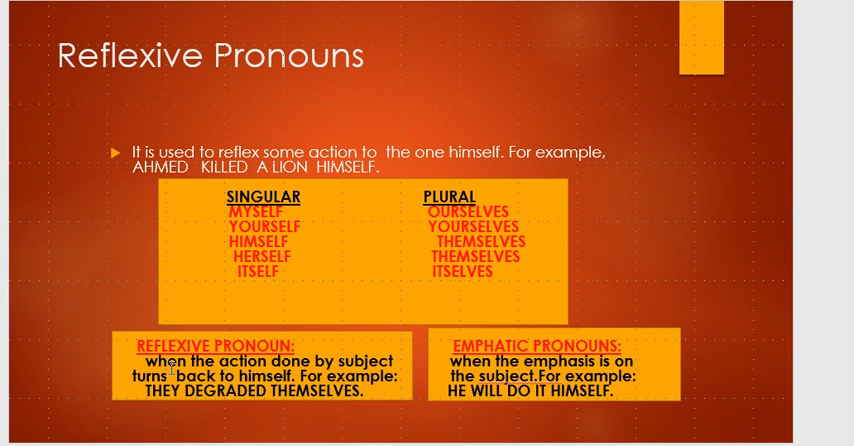 Reflexive Pronouns
It is used to reflex some action to the one himself. For example,
AHMED KILLED A LION HIMSELF.
SINGULAR PLURAL
MYSELF OURSELVES
YOURSELF YOURSELVES
HIMSELF THEMSELVES
HERSELF THEMSELVES
ITSELF ITSELVES
REFLEXIVE PRONOUN:
when the action done by subject
turns back to himself. For example:
THEY DEGRADED THEMSELVES.
EMPHATIC PRONOUNS:
when the emphasis is on
the subject.For example:
HE WILL DO IT HIMSELF.